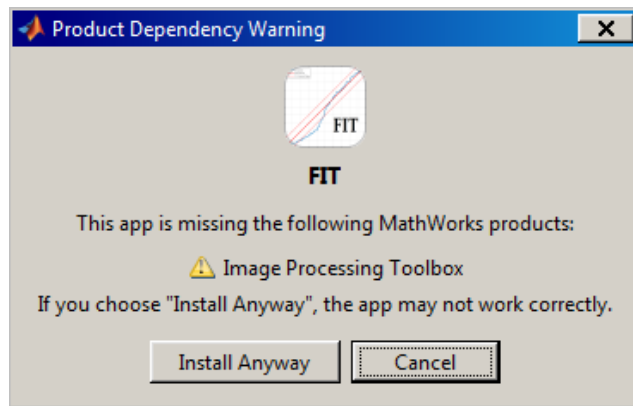 Product Dependency Warning
FIT
FIT
This app is missing the following MathWorks products:
Image Processing Toolbox
If you choose "Install Anyway", the app may not work correctly.
Install Anyway Cancel